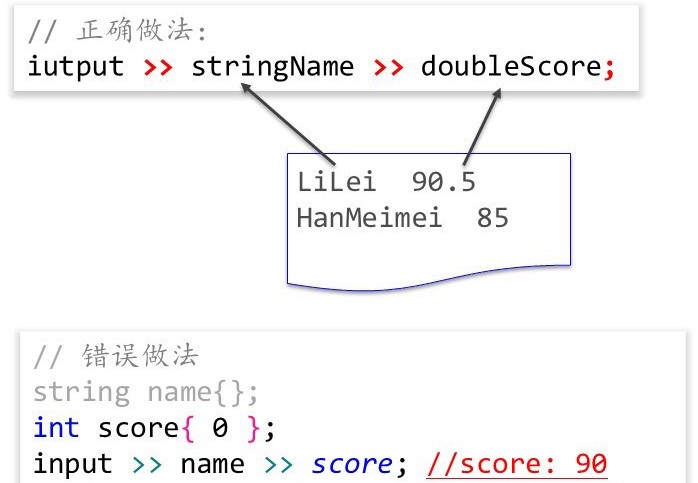 // 正确做法:
iutput >> stringName >> doubleScore;
LiLei 90.5
HanMeimei 85
// 错误做法
string name{};
int score{ 0 };
input >> name >> score; //score: 90